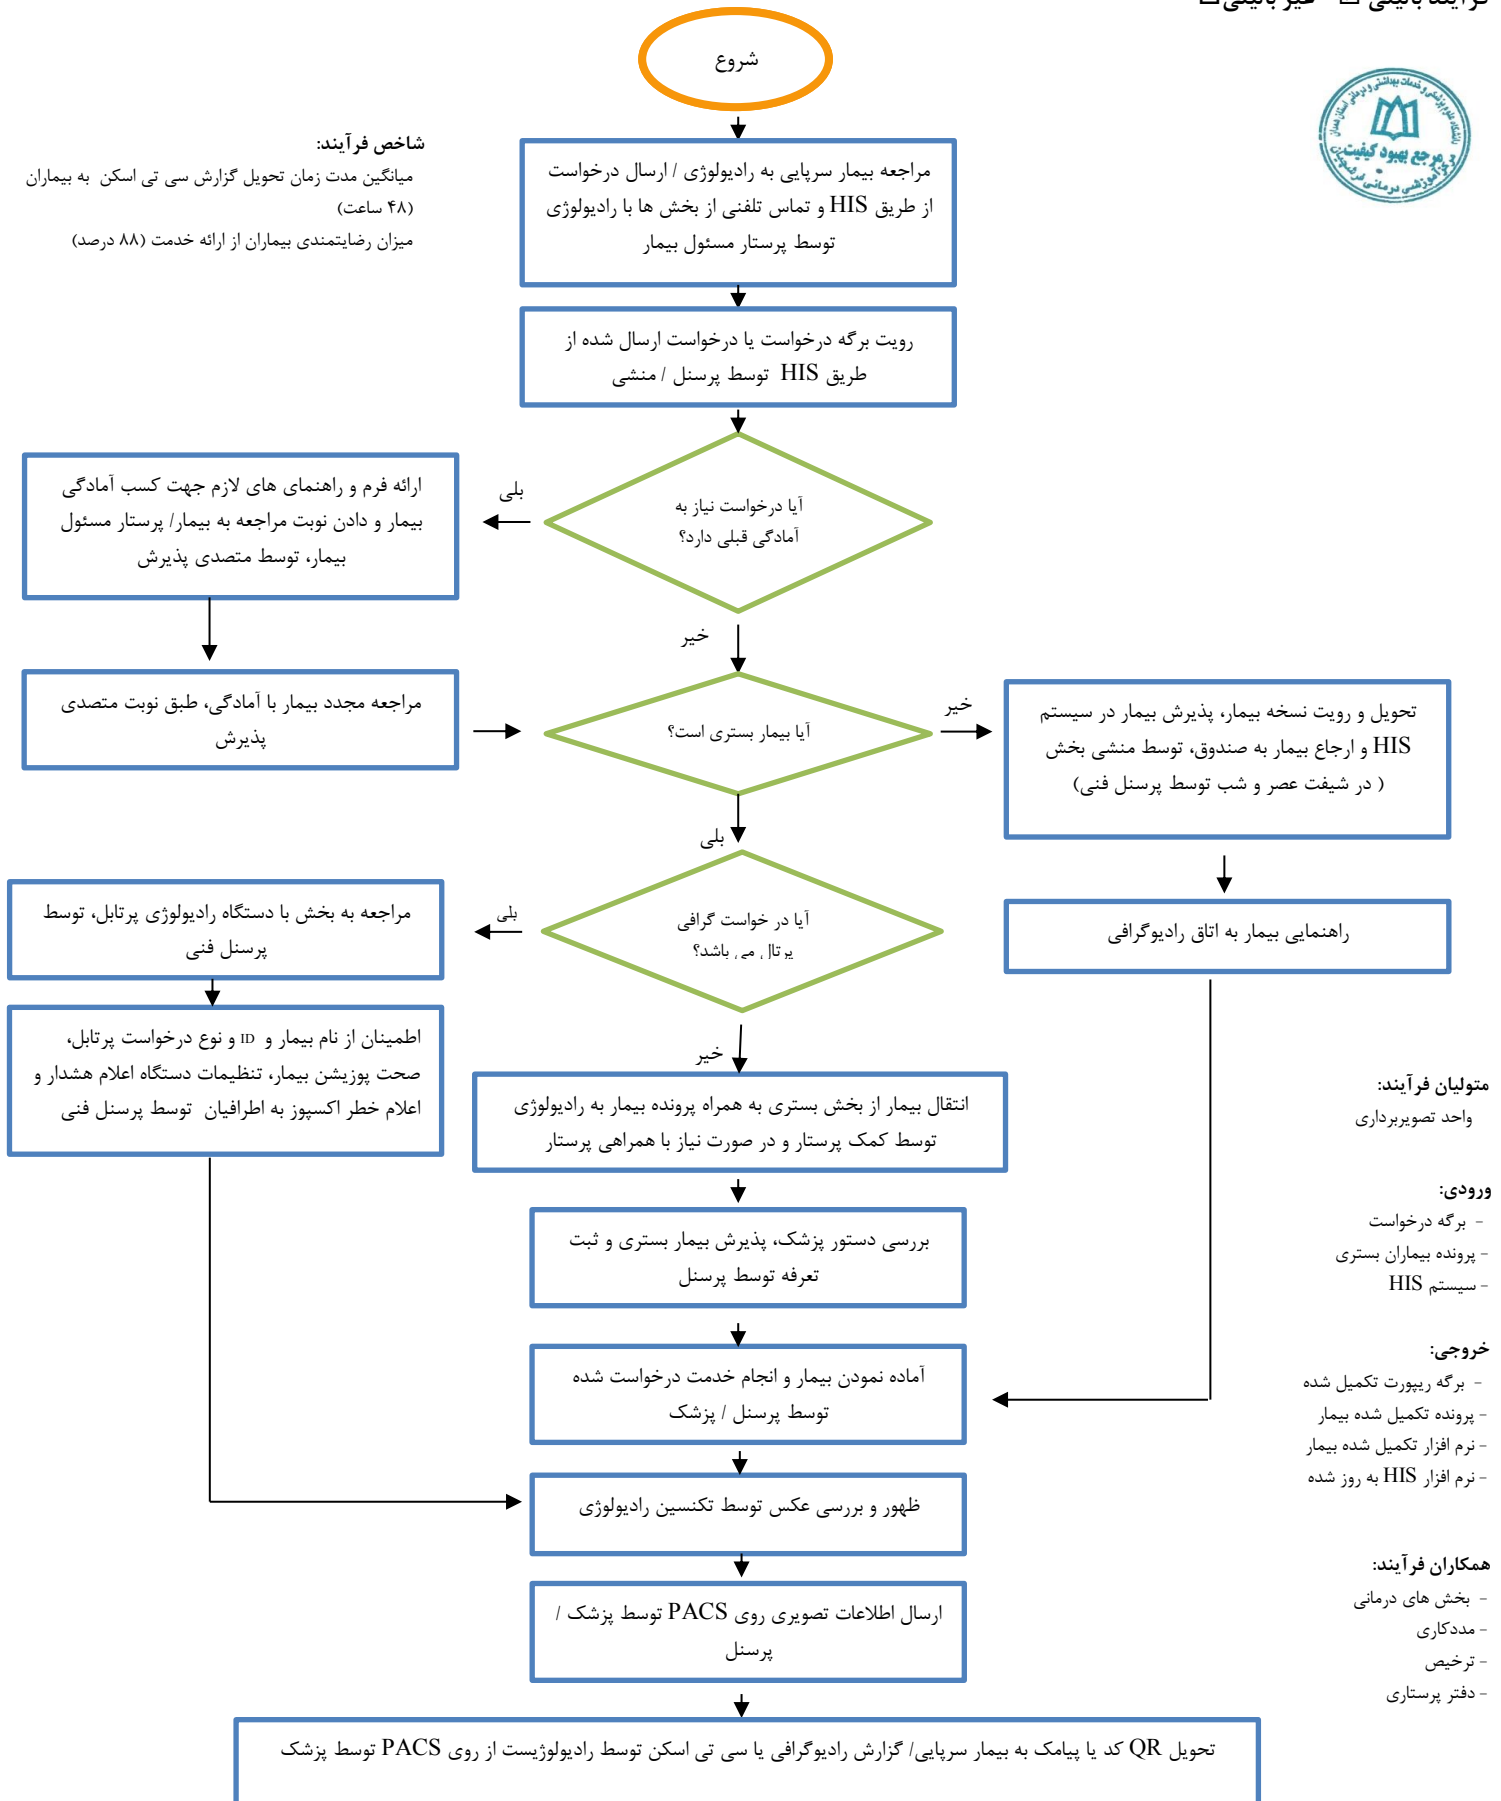 فرآیند بالینی □ غیر بالینی□
شروع
مرجع بهبود کیفیت
شاخص فرآیند:
میانگین مدت زمان تحویل گزارش سی تی اسکن به بیماران
(۴۸ ساعت)
میزان رضایتمندی بیماران از ارائه خدمت (۸۸ درصد)
مراجعه بیمار سرپایی به رادیولوژی / ارسال درخواست
از طریق HIS و تماس تلفنی از بخش ها با رادیولوژی
توسط پرستار مسئول بیمار
رویت برگه درخواست یا درخواست ارسال شده از
طریق HIS توسط پرسنل / منشی
آیا درخواست نیاز به
آمادگی قبلی دارد؟
بلی
ارائه فرم و راهنمای های لازم جهت کسب آمادگی
بیمار و دادن نوبت مراجعه به بیمار/ پرستار مسئول
بیمار، توسط متصدی پذیرش
خیر
مراجعه مجدد بیمار با آمادگی، طبق نوبت متصدی
پذیرش
آیا بیمار بستری است؟
خیر
تحویل و رویت نسخه بیمار، پذیرش بیمار در سیستم
HIS و ارجاع بیمار به صندوق، توسط منشی بخش
( در شیفت عصر و شب توسط پرسنل فنی)
بلی
آیا در خواست گرافی
پرتال می باشد؟
بلی
مراجعه به بخش با دستگاه رادیولوژی پرتابل، توسط
پرسنل فنی
راهنمایی بیمار به اتاق رادیوگرافی
اطمینان از نام بیمار و ID و نوع درخواست پرتابل،
صحت پوزیشن بیمار، تنظیمات دستگاه اعلام هشدار و
اعلام خطر اکسپوز به اطرافیان توسط پرسنل فنی
خیر
انتقال بیمار از بخش بستری به همراه پرونده بیمار به رادیولوژی
توسط کمک پرستار و در صورت نیاز با همراهی پرستار
بررسی دستور پزشک، پذیرش بیمار بستری و ثبت
تعرفه توسط پرسنل
آماده نمودن بیمار و انجام خدمت درخواست شده
توسط پرسنل / پزشک
ظهور و بررسی عکس توسط تکنسین رادیولوژی
ارسال اطلاعات تصویری روی PACS توسط پزشک /
پرسنل
تحویل QR کد یا پیامک به بیمار سرپایی/ گزارش رادیوگرافی یا سی تی اسکن توسط رادیولوژیست از روی PACS توسط پزشک
متولیان فرآیند:
واحد تصویربرداری
ورودی:
- برگه درخواست
- پرونده بیماران بستری
- سیستم HIS
خروجی:
- برگه ریپورت تکمیل شده
- پرونده تکمیل شده بیمار
- نرم افزار تکمیل شده بیمار
- نرم افزار HIS به روز شده
همکاران فرآیند:
- بخش های درمانی
- مددکاری
- ترخیص
- دفتر پرستاری